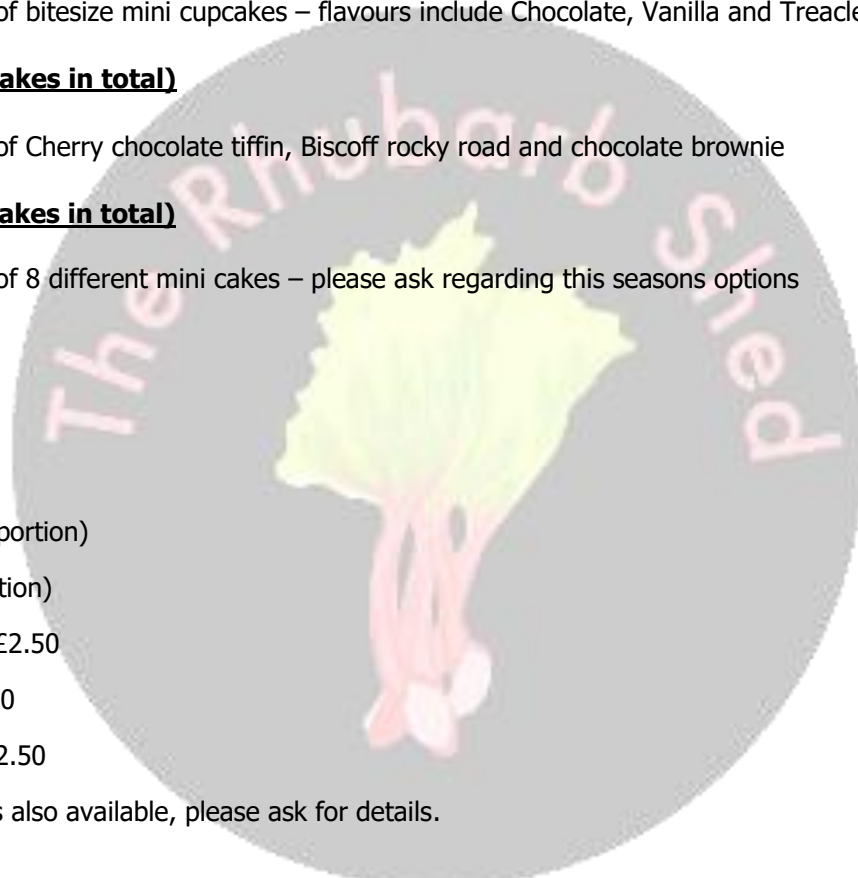 of bitesize mini cupcakes – flavours include Chocolate, Vanilla and Treacle
akes in total)
of Cherry chocolate tiffin, Biscoff rocky road and chocolate brownie
akes in total)
of 8 different mini cakes – please ask regarding this seasons options
The Rhubarb Shed
portion)
tion)
£2.50
0
2.50
s also available, please ask for details.